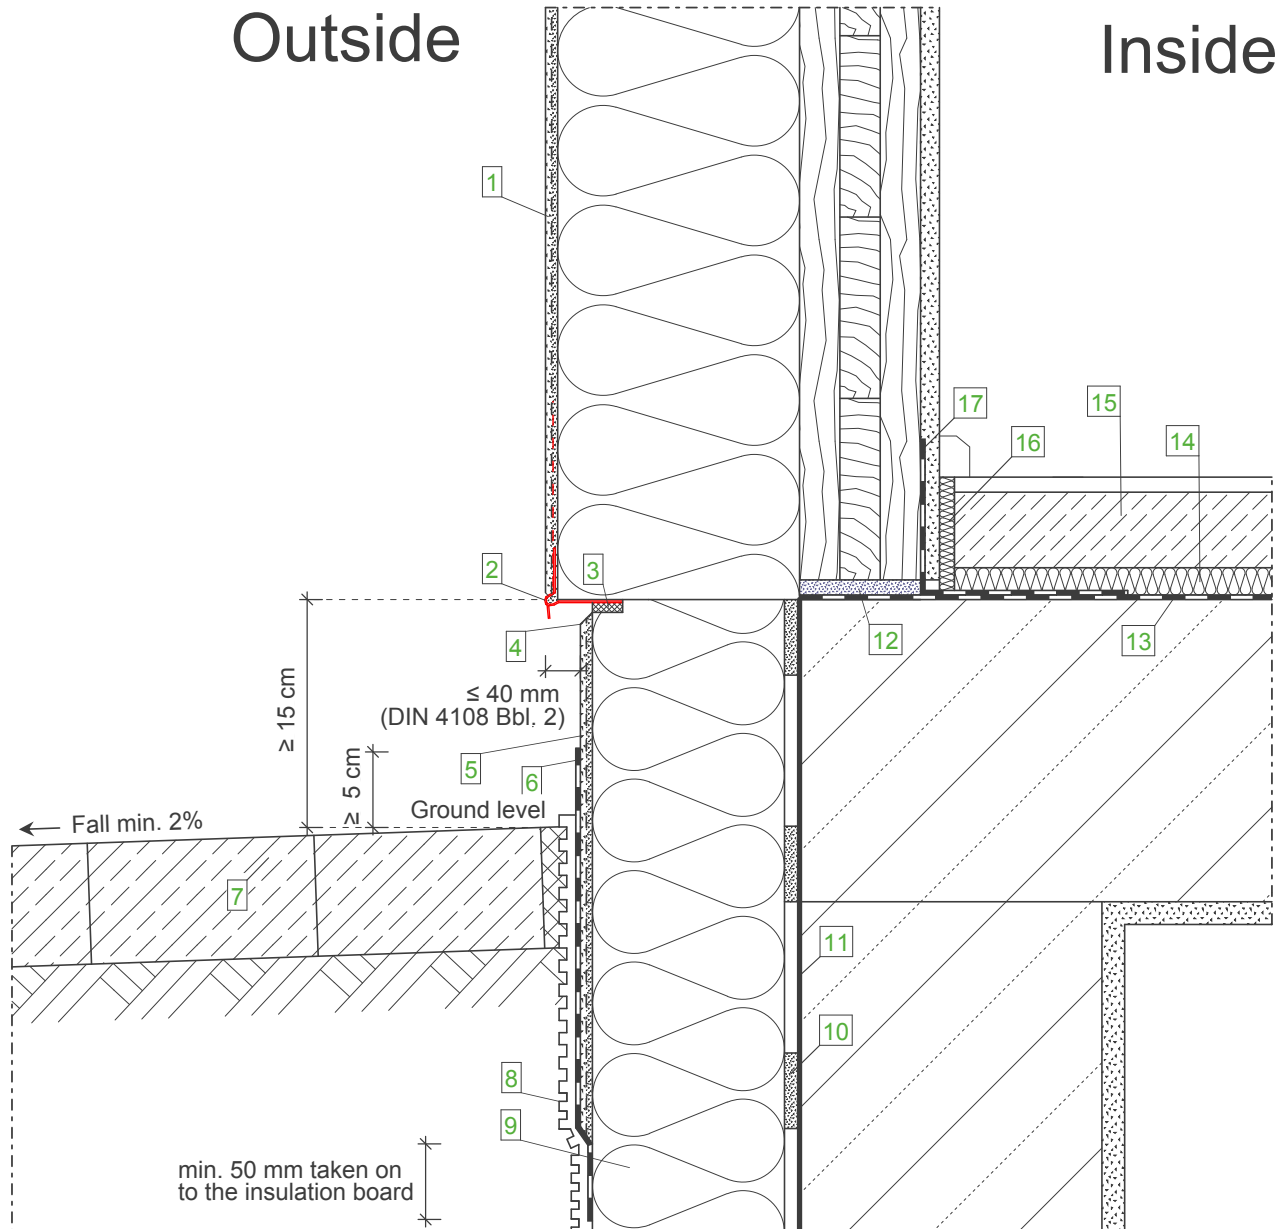 Outside
Inside
1
17
15
16
14
2
3
4
12
13
≤ 40 mm
(DIN 4108 Bbl. 2)
≥ 15 cm
≥ 5 cm
5
6
Ground level
Fall min. 2%
7
11
10
8
9
min. 50 mm taken on
to the insulation board